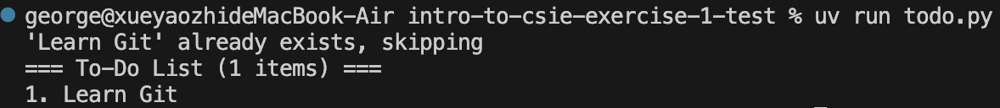 george@xueyaozhideMacBook-Air intro-to-csie-exercise-1-test % uv run todo.py
'Learn Git' already exists, skipping
=== To-Do List (1 items) ===
1. Learn Git